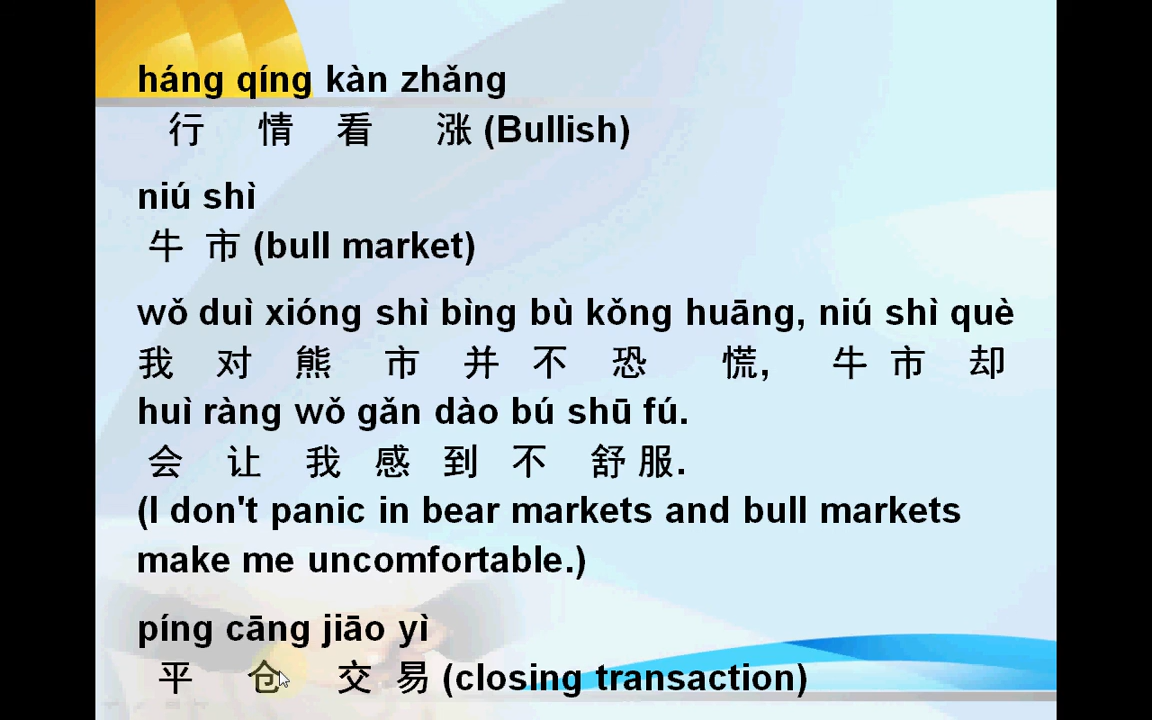 háng qíng kàn zhǎng
行 情 看 涨 (Bullish)
niú shì
牛 市 (bull market)
wǒ duì xióng shì bìng bù kǒng huāng, niú shì què
我 对 熊 市 并 不 恐 慌, 牛 市 却
huì ràng wǒ gǎn dào bú shū fú.
会 让 我 感 到 不 舒 服.
(I don't panic in bear markets and bull markets
make me uncomfortable.)
píng cāng jiāo yì
平 仓 交 易 (closing transaction)